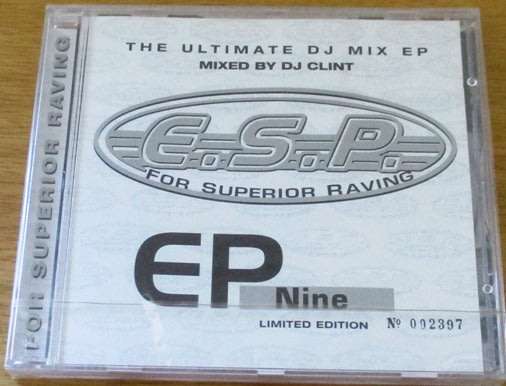 THE ULTIMATE DJ MIX EP
MIXED BY DJ CLINT
E.S.P.
FOR SUPERIOR RAVING
EP
Nine
LIMITED EDITION Nº 002397
FOR SUPERIOR RAVING